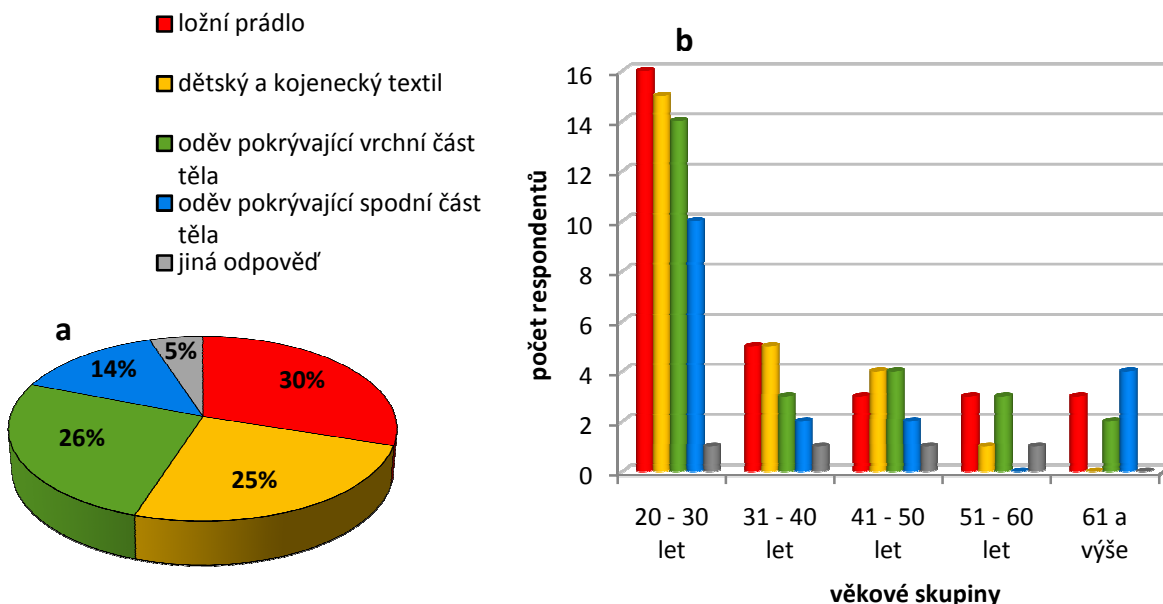 ložní prádlo
dětský a kojenecký textil
oděv pokrývající vrchní část
těla
oděv pokrývající spodní část
těla
jiná odpověď
a
5%
14%
30%
26%
25%
b
počet respondentů
16
14
12
10
8
6
4
2
0
20 - 30
let
31 - 40
let
41 - 50
let
51 - 60
let
61 a
výše
věkové skupiny